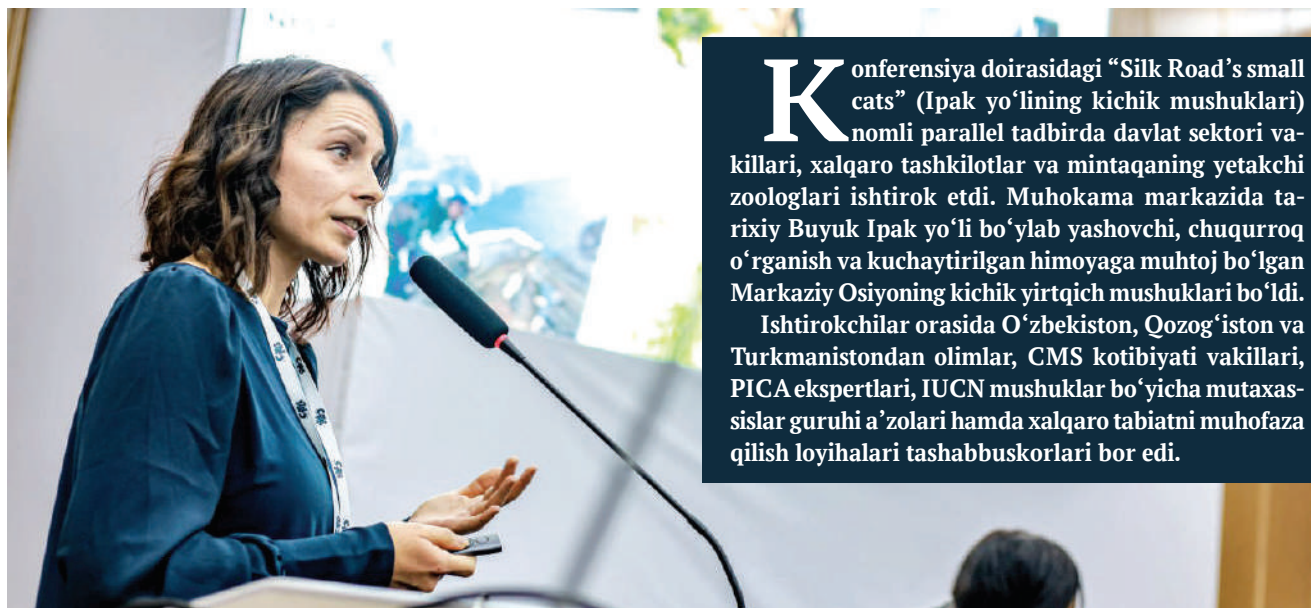 Konferensiya doirasidagi “Silk Road’s small
cats” (Ipak yo‘lining kichik mushuklari)
nomli parallel tadbirda davlat sektori va-
killari, xalqaro tashkilotlar va mintaqaning yetakchi
zoologlari ishtirok etdi. Muhokama markazida ta-
rixiy Buyuk Ipak yo‘li bo‘ylab yashovchi, chuqurroq
o‘rganish va kuchaytirilgan himoyaga muhtoj bo‘lgan
Markaziy Osiyoning kichik yirtqich mushuklari bo‘ldi.
Ishtirokchilar orasida O‘zbekiston, Qozog‘iston va
Turkmanistondan olimlar, CMS kotibiyati vakillari,
PICA ekspertlari, IUCN mushuklar bo‘yicha mutaxas-
sislar guruhi a’zolari hamda xalqaro tabiatni muhofaza
qilish loyihalari tashabbuskorlari bor edi.